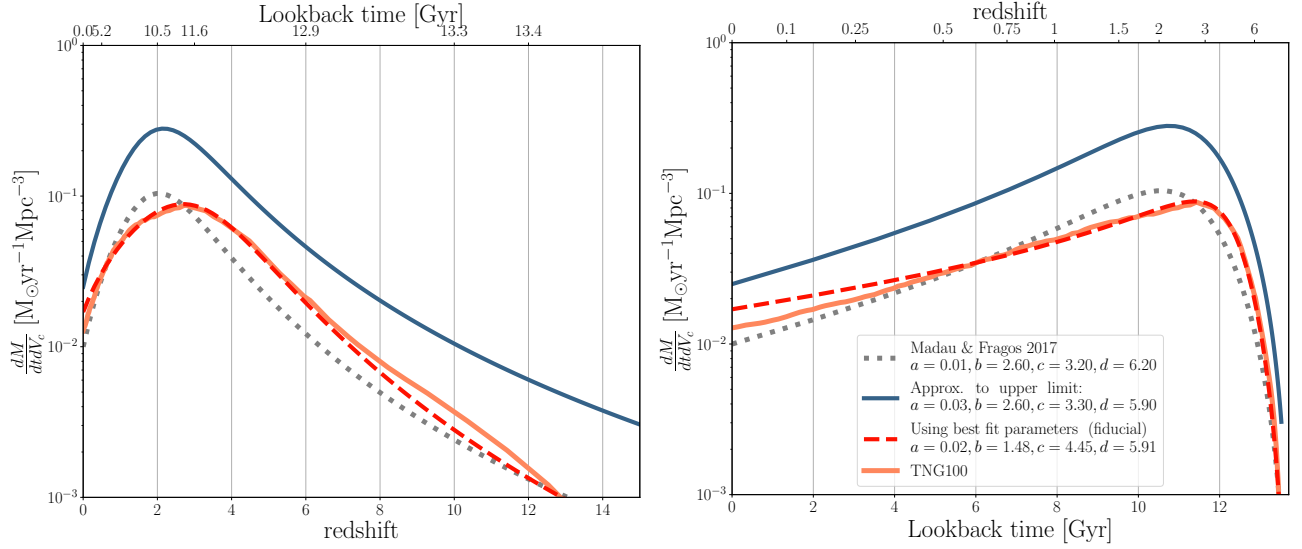 Lookback time [Gyr]
0.05.2 10.5 11.6 12.9 13.3 13.4
10^0
10^-1
10^-2
10^-3
dM/dtdV_c [M_⊙yr^-1Mpc^-3]
0 2 4 6 8 10 12 14
redshift
redshift
0 0.1 0.25 0.5 0.75 1 1.5 2 3 6
10^0
10^-1
10^-2
10^-3
dM/dtdV_c [M_⊙yr^-1Mpc^-3]
Madau & Fragos 2017
a = 0.01, b = 2.60, c = 3.20, d = 6.20
Approx. to upper limit:
a = 0.03, b = 2.60, c = 3.30, d = 5.90
Using best fit parameters (fiducial)
a = 0.02, b = 1.48, c = 4.45, d = 5.91
TNG100
0 2 4 6 8 10 12
Lookback time [Gyr]